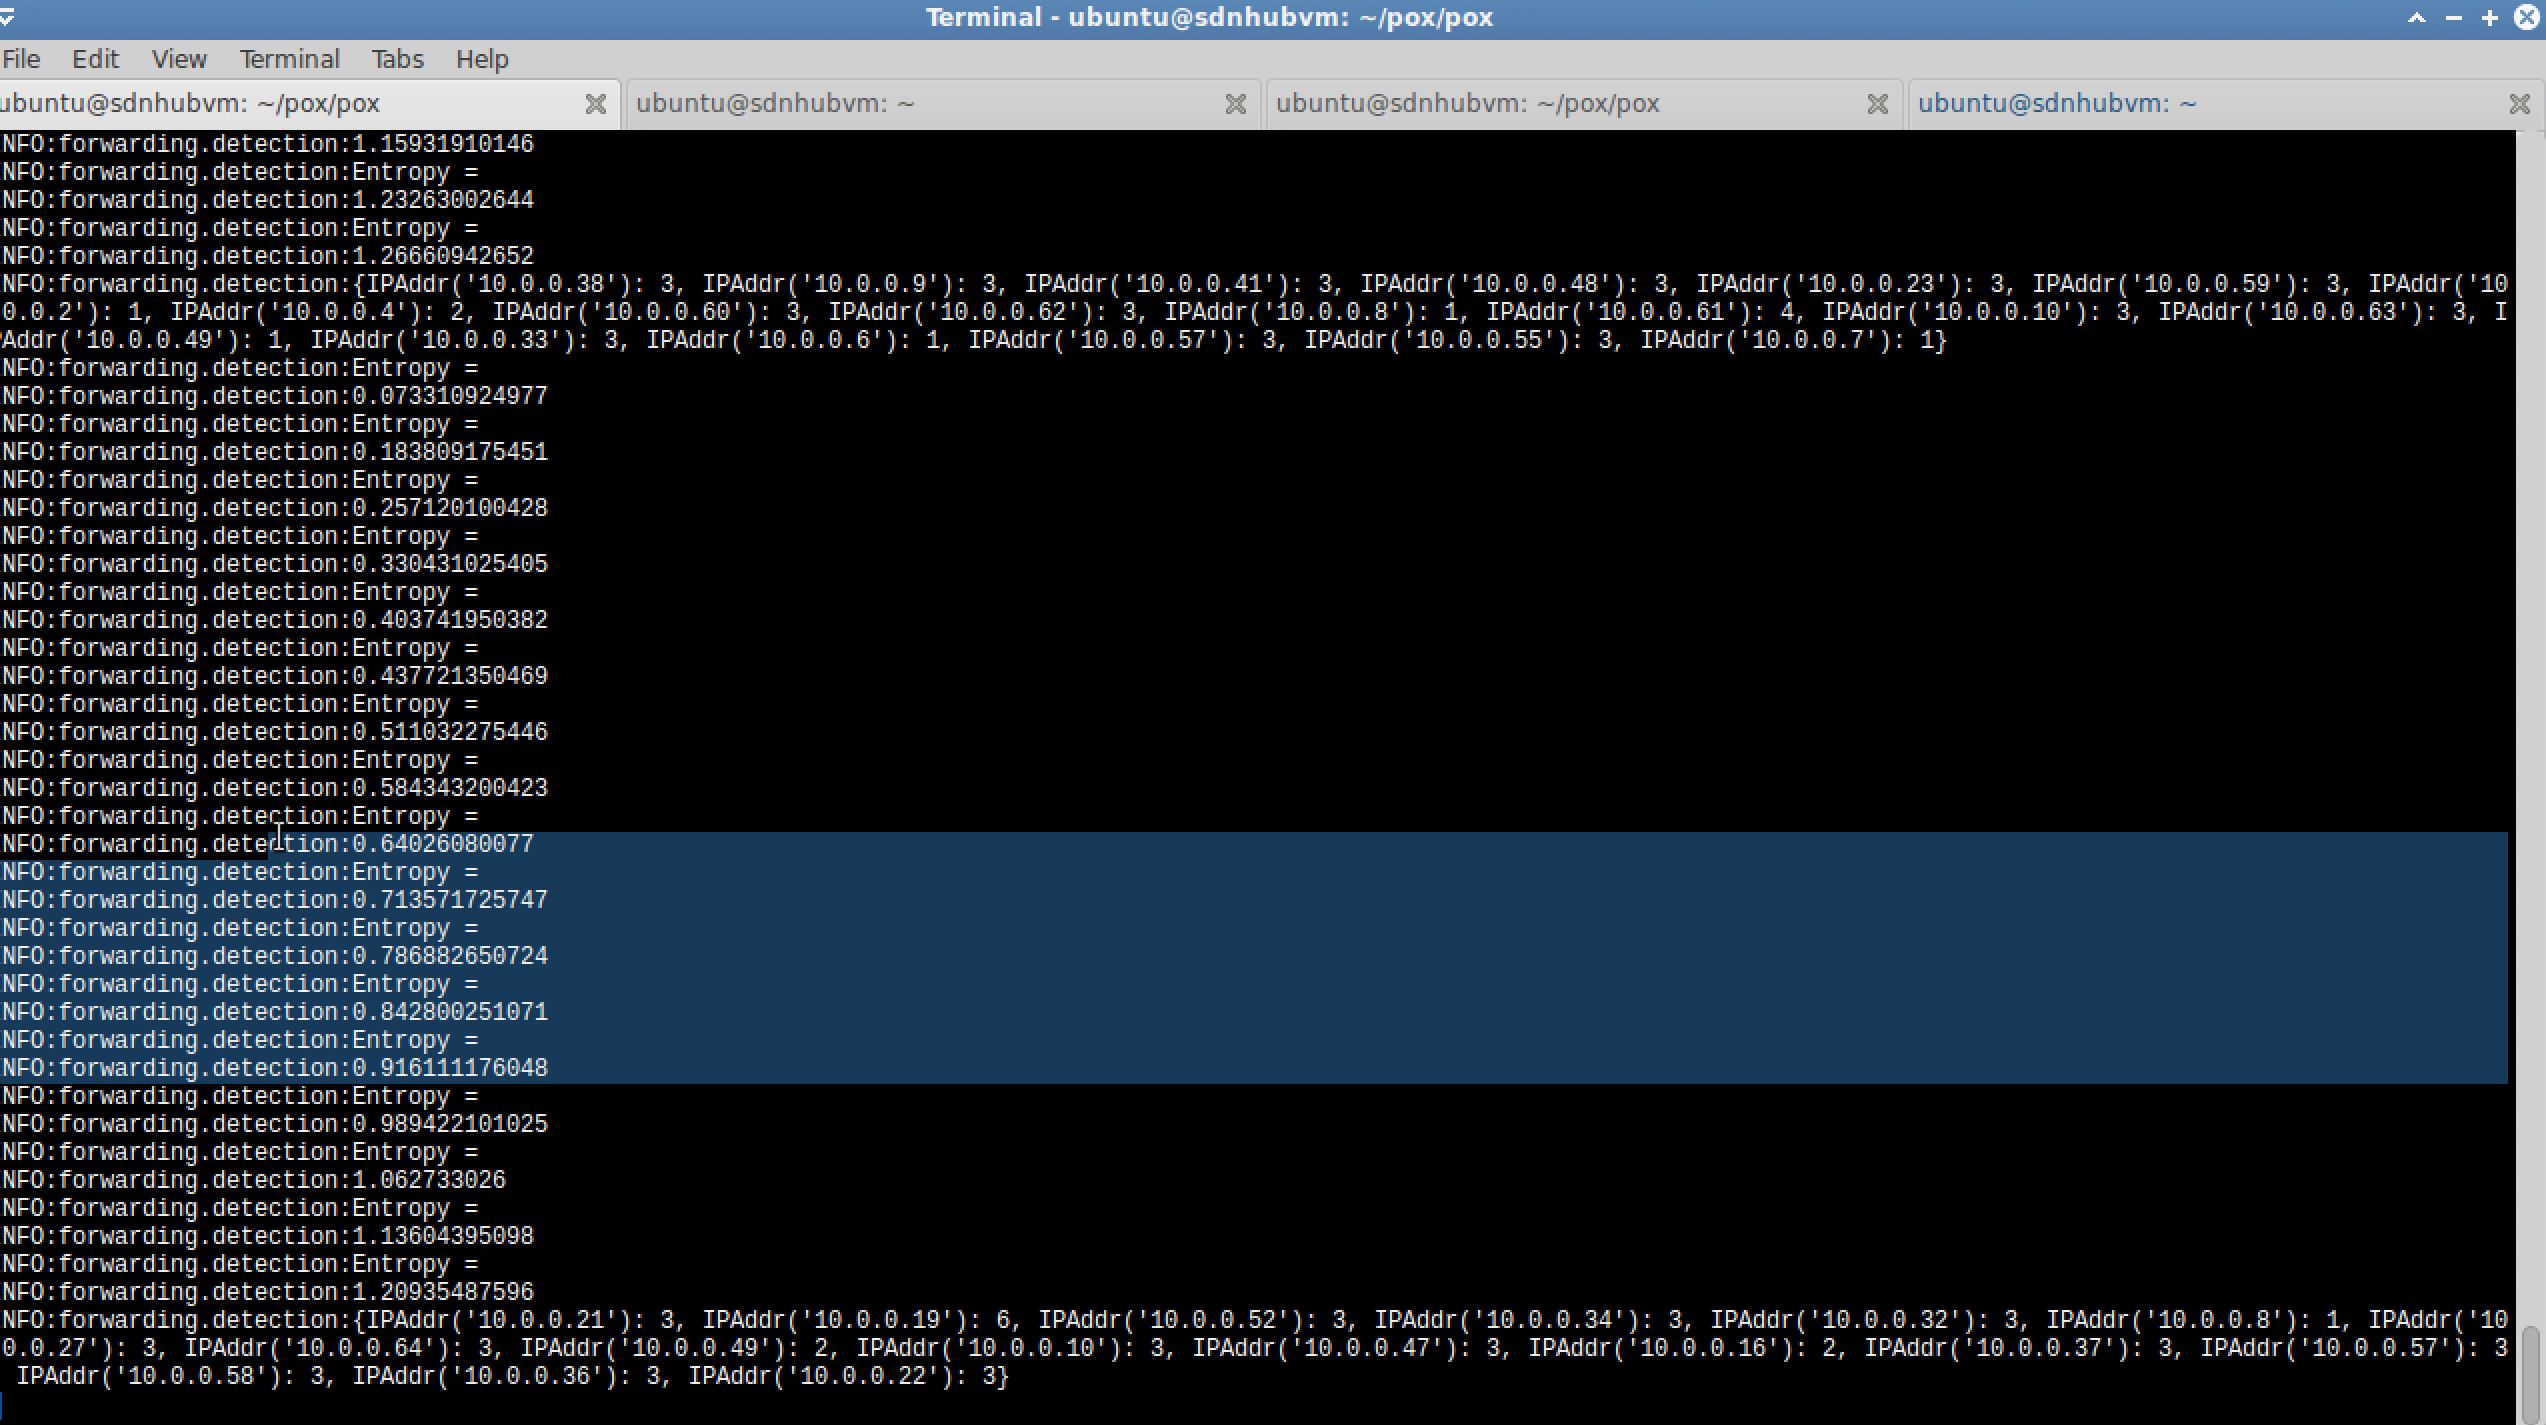 Terminal - ubuntu@sdnhubvm: ~/pox/pox
File Edit View Terminal Tabs Help
ubuntu@sdnhubvm: ~/pox/pox ubuntu@sdnhubvm: ~ ubuntu@sdnhubvm: ~/pox/pox ubuntu@sdnhubvm: ~
NFO:forwarding.detection:1.15931910146
NFO:forwarding.detection:Entropy =
NFO:forwarding.detection:1.23263002644
NFO:forwarding.detection:Entropy =
NFO:forwarding.detection:1.26660942652
NFO:forwarding.detection:{IPAddr('10.0.0.38'): 3, IPAddr('10.0.0.9'): 3, IPAddr('10.0.0.41'): 3, IPAddr('10.0.0.48'): 3, IPAddr('10.0.0.23'): 3, IPAddr('10.0.0.59'): 3, IPAddr('10
0.0.2'): 1, IPAddr('10.0.0.4'): 2, IPAddr('10.0.0.60'): 3, IPAddr('10.0.0.62'): 3, IPAddr('10.0.0.8'): 1, IPAddr('10.0.0.61'): 4, IPAddr('10.0.0.10'): 3, IPAddr('10.0.0.63'): 3, I
PAddr('10.0.0.49'): 1, IPAddr('10.0.0.33'): 3, IPAddr('10.0.0.6'): 1, IPAddr('10.0.0.57'): 3, IPAddr('10.0.0.55'): 3, IPAddr('10.0.0.7'): 1}
NFO:forwarding.detection:Entropy =
NFO:forwarding.detection:0.073310924977
NFO:forwarding.detection:Entropy =
NFO:forwarding.detection:0.183809175451
NFO:forwarding.detection:Entropy =
NFO:forwarding.detection:0.257120100428
NFO:forwarding.detection:Entropy =
NFO:forwarding.detection:0.330431025405
NFO:forwarding.detection:Entropy =
NFO:forwarding.detection:0.403741950382
NFO:forwarding.detection:Entropy =
NFO:forwarding.detection:0.437721350469
NFO:forwarding.detection:Entropy =
NFO:forwarding.detection:0.511032275446
NFO:forwarding.detection:Entropy =
NFO:forwarding.detection:0.584343200423
NFO:forwarding.detection:Entropy =
NFO:forwarding.detection:0.64026080077
NFO:forwarding.detection:Entropy =
NFO:forwarding.detection:0.713571725747
NFO:forwarding.detection:Entropy =
NFO:forwarding.detection:0.786882650724
NFO:forwarding.detection:Entropy =
NFO:forwarding.detection:0.842800251071
NFO:forwarding.detection:Entropy =
NFO:forwarding.detection:0.916111176048
NFO:forwarding.detection:Entropy =
NFO:forwarding.detection:0.989422101025
NFO:forwarding.detection:Entropy =
NFO:forwarding.detection:1.062733026
NFO:forwarding.detection:Entropy =
NFO:forwarding.detection:1.13604395098
NFO:forwarding.detection:Entropy =
NFO:forwarding.detection:1.20935487596
NFO:forwarding.detection:{IPAddr('10.0.0.21'): 3, IPAddr('10.0.0.19'): 6, IPAddr('10.0.0.52'): 3, IPAddr('10.0.0.34'): 3, IPAddr('10.0.0.32'): 3, IPAddr('10.0.0.8'): 1, IPAddr('10
0.0.27'): 3, IPAddr('10.0.0.64'): 3, IPAddr('10.0.0.49'): 2, IPAddr('10.0.0.10'): 3, IPAddr('10.0.0.47'): 3, IPAddr('10.0.0.16'): 2, IPAddr('10.0.0.37'): 3, IPAddr('10.0.0.57'): 3
IPAddr('10.0.0.58'): 3, IPAddr('10.0.0.36'): 3, IPAddr('10.0.0.22'): 3}